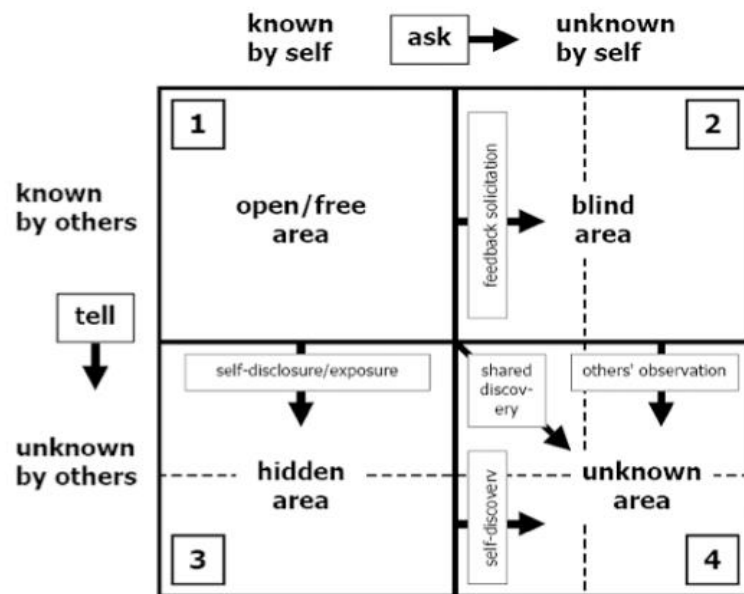 known
by self
ask
unknown
by self
1
2
known
by others
open/free
area
feedback solicitation
blind
area
tell
self-disclosure/exposure
shared
discov-
ery
others' observation
unknown
by others
hidden
area
self-discovery
unknown
area
3
4